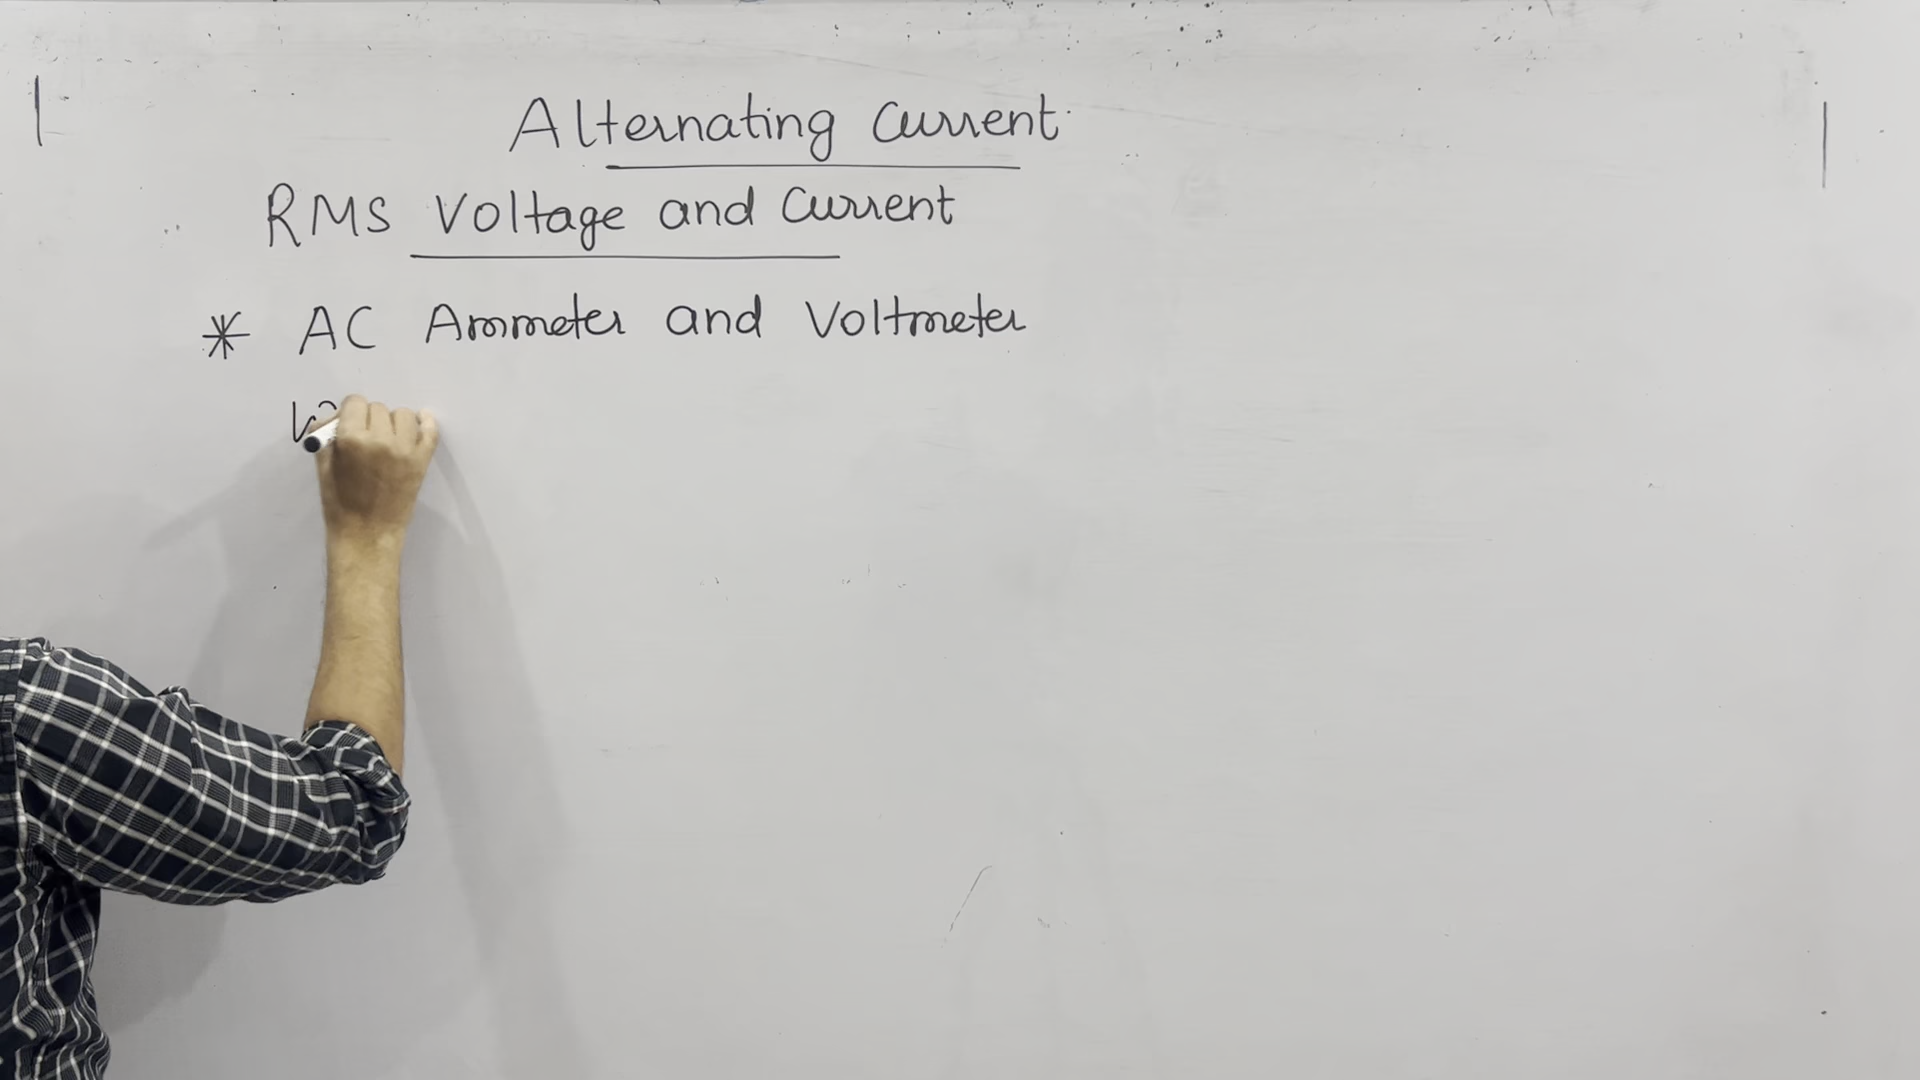 Alternating Current
RMS Voltage and Current
* AC Ammeter and Voltmeter